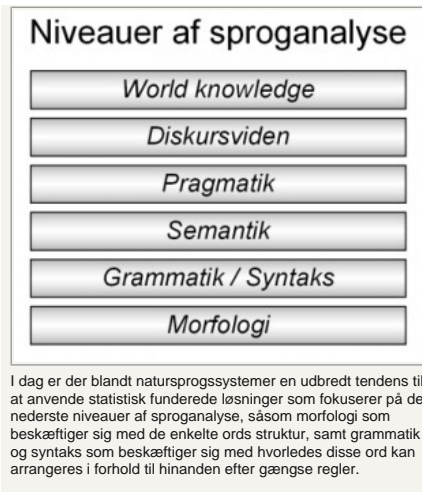 Niveauer af sproganalyse
World knowledge
Diskursviden
Pragmatik
Semantik
Grammatik / Syntaks
Morfologi
I dag er der blandt natursprogssystemer en udbredt tendens til
at anvende statistisk funderede løsninger som fokuserer på de
nederste niveauer af sproganalyse, såsom morfologi som
beskæftiger sig med de enkelte ords struktur, samt grammatik
og syntaks som beskæftiger sig med hvorledes disse ord kan
arrangeres i forhold til hinanden efter gængse regler.